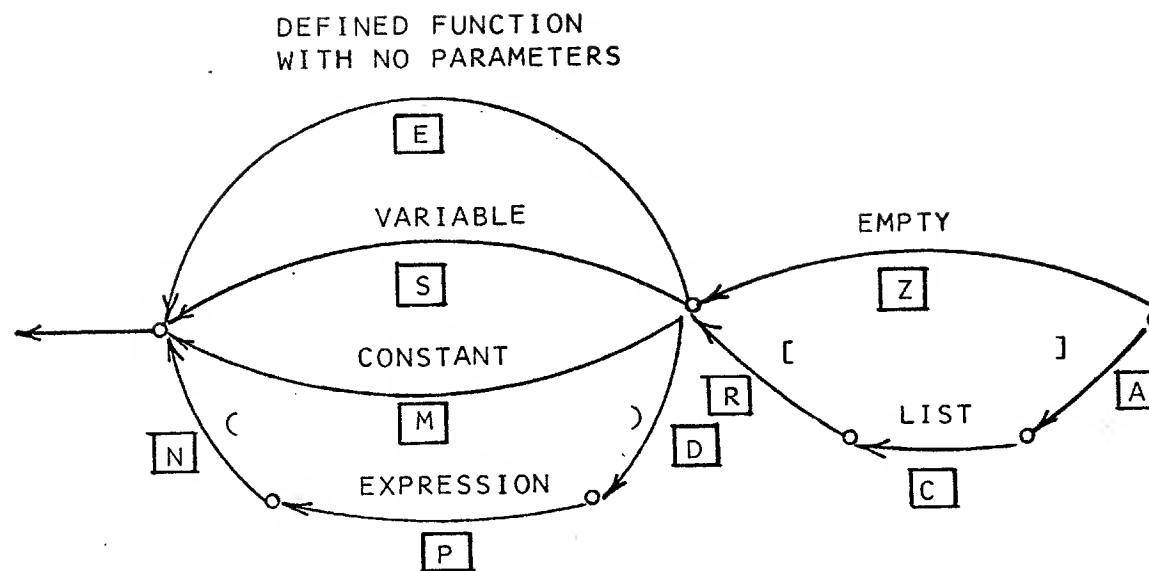 DEFINED FUNCTION
WITH NO PARAMETERS
E
VARIABLE
EMPTY
S
Z
CONSTANT
[
]
M
R
A
(
)
LIST
N
D
EXPRESSION
C
P